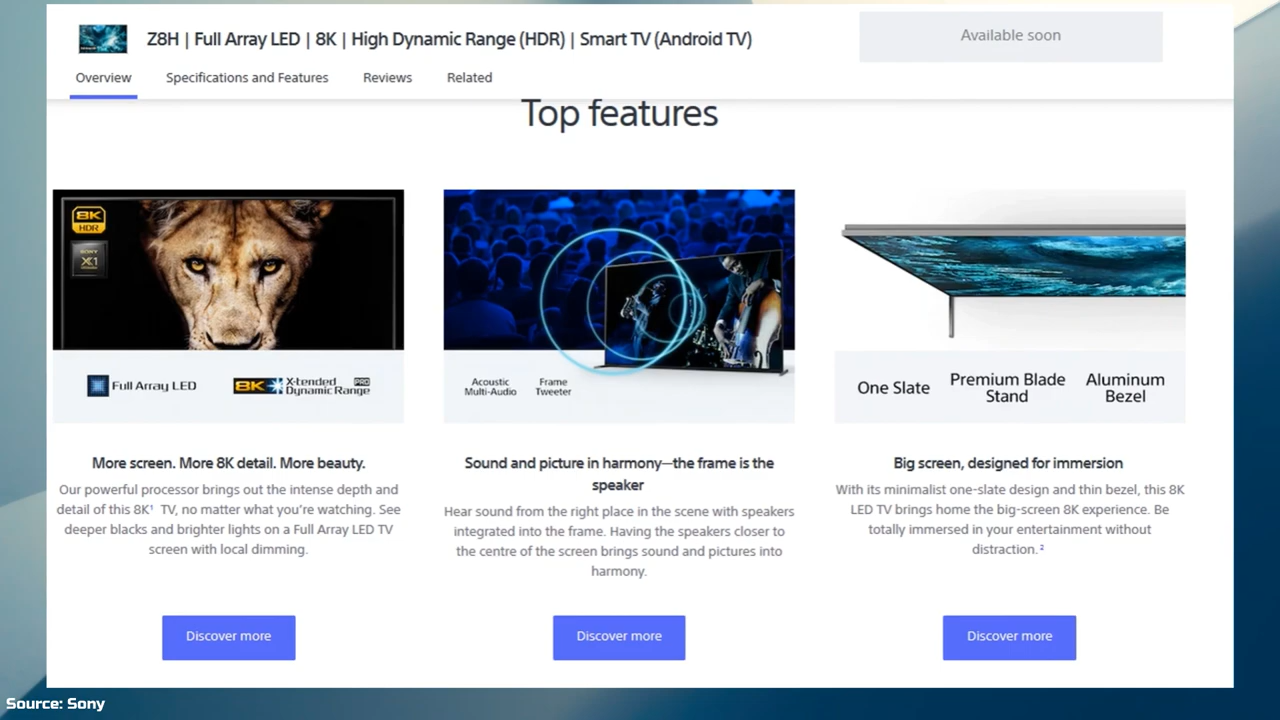 Z8H | Full Array LED | 8K | High Dynamic Range (HDR) | Smart TV (Android TV)
Available soon
Overview
Specifications and Features
Reviews
Related
Top features
8K
HDR
SONY
X1
Full Array LED
8K X-tended Dynamic Range PRO
More screen. More 8K detail. More beauty.
Our powerful processor brings out the intense depth and
detail of this 8K¹ TV, no matter what you're watching. See
deeper blacks and brighter lights on a Full Array LED TV
screen with local dimming.
Discover more
Acoustic
Multi-Audio
Frame
Tweeter
Sound and picture in harmony—the frame is the
speaker
Hear sound from the right place in the scene with speakers
integrated into the frame. Having the speakers closer to
the centre of the screen brings sound and pictures into
harmony.
Discover more
One Slate
Premium Blade
Stand
Aluminum
Bezel
Big screen, designed for immersion
With its minimalist one-slate design and thin bezel, this 8K
LED TV brings home the big-screen 8K experience. Be
totally immersed in your entertainment without
distraction.²
Discover more
Source: Sony